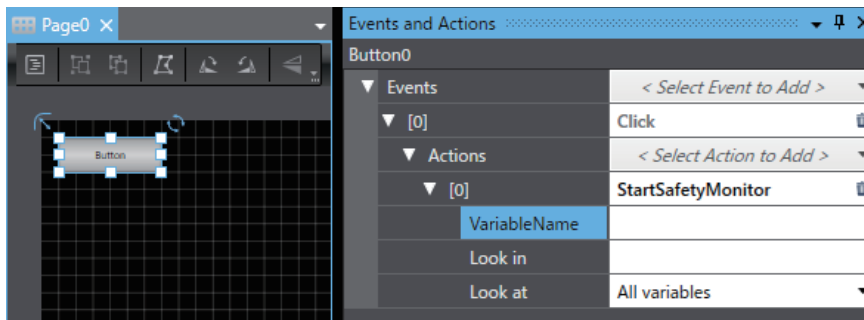 Page0
Button
Events and Actions
Button0
Events < Select Event to Add >
[0] Click
Actions < Select Action to Add >
[0] StartSafetyMonitor
VariableName
Look in
Look at All variables